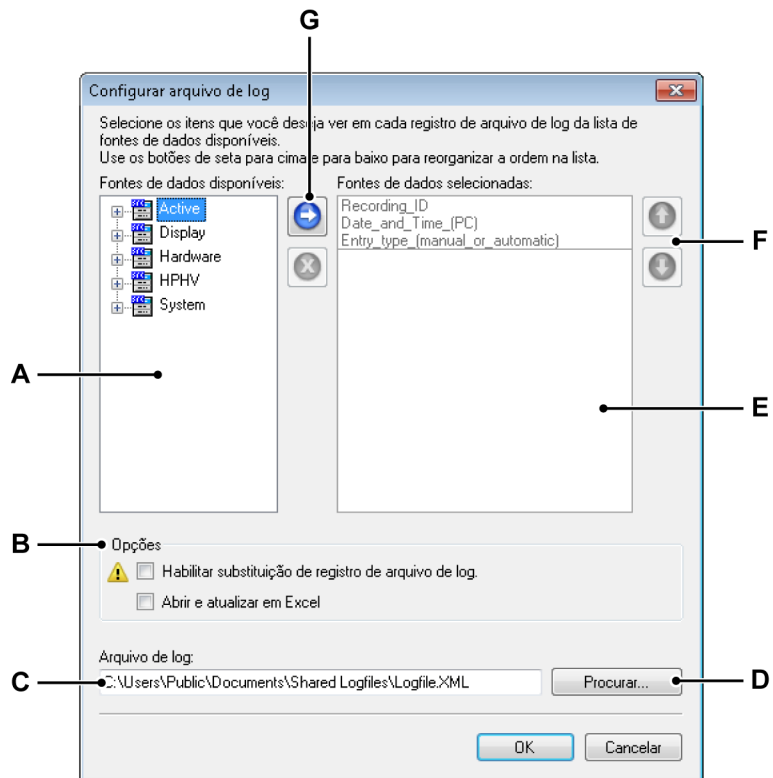 G
Configurar arquivo de log
Selecione os itens que você deseja ver em cada registro de arquivo de log da lista de
fontes de dados disponíveis.
Use os botões de seta para cima e para baixo para reorganizar a ordem na lista.
Fontes de dados disponíveis:
Fontes de dados selecionadas:
Active
Display
Hardware
HPHV
System
Recording_ID
Date_and_Time_(PC)
Entry_type_(manual_or_automatic)
F
A
E
B
Opções
Habilitar substituição de registro de arquivo de log.
Abrir e atualizar em Excel
Arquivo de log:
C
C:\Users\Public\Documents\Shared Logfiles\Logfile.XML
Procurar...
D
OK
Cancelar